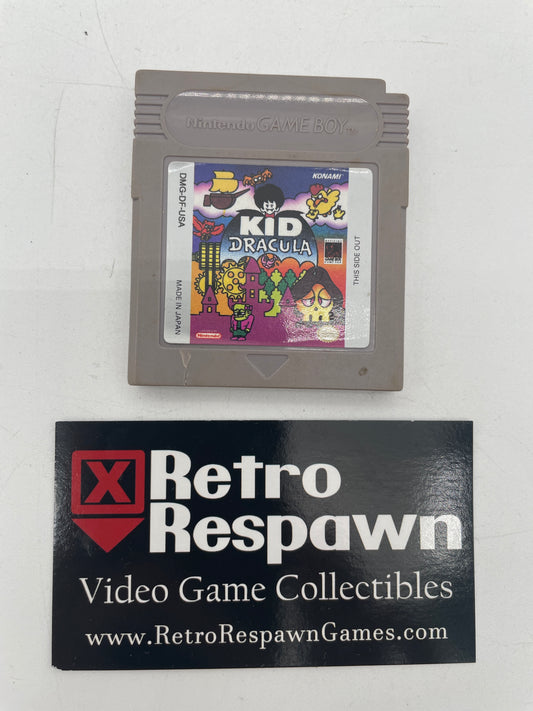 Nintendo GAME BOY
DMG-DF-USA
MADE IN JAPAN
KONAMI
KID
DRACULA
THIS SIDE OUT
Nintendo
X Retro
Respawn
Video Game Collectibles
www.RetroRespawnGames.com